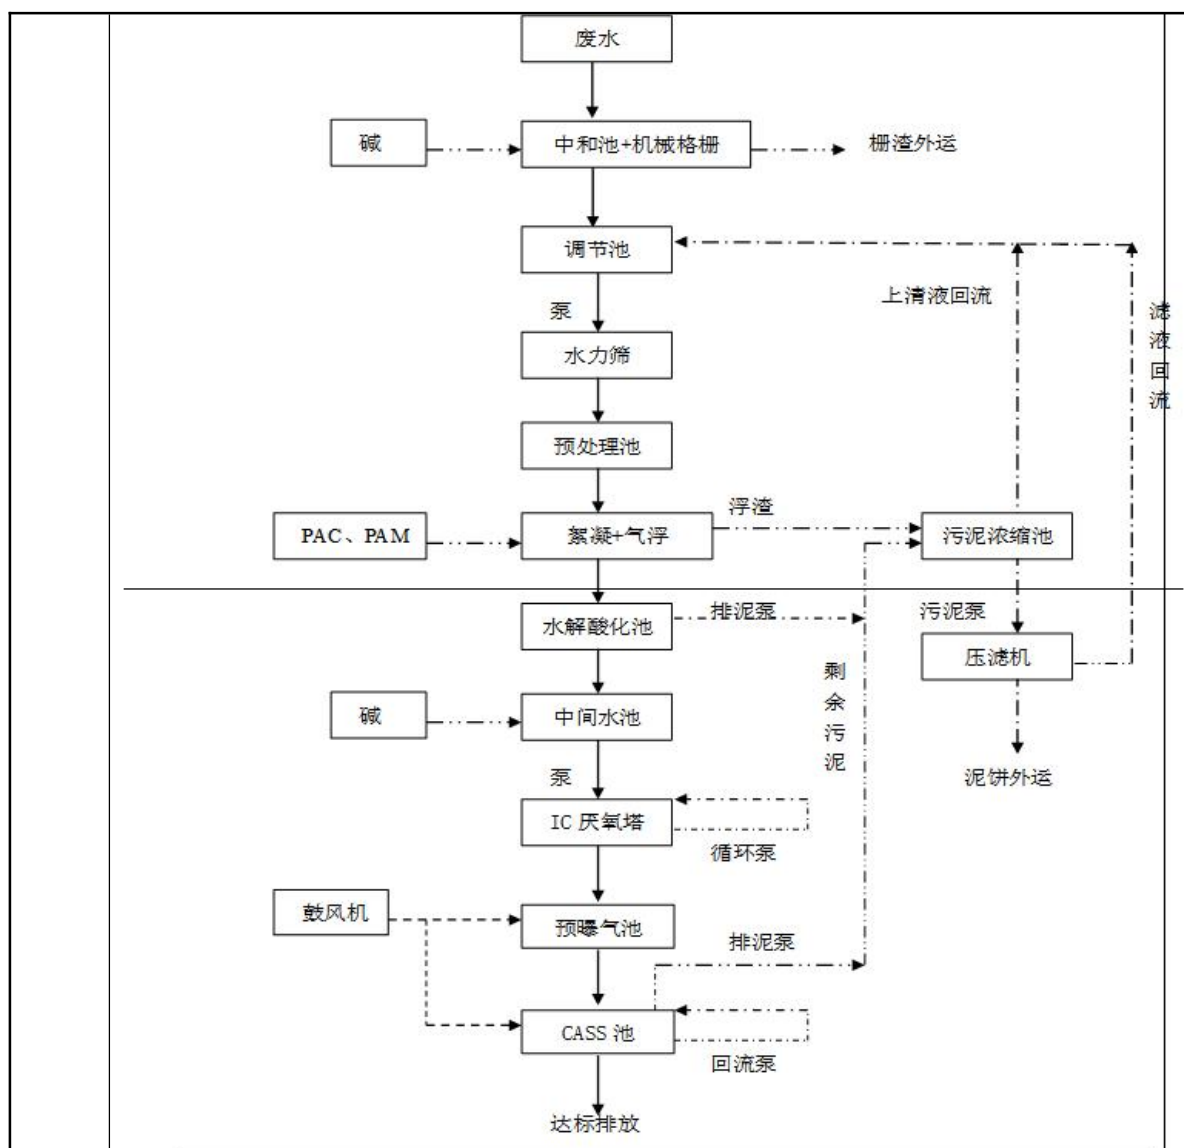 废水
碱
中和池+机械格栅
栅渣外运
调节池
上清液回流
滤液回流
泵
水力筛
预处理池
浮渣
PAC、PAM
絮凝+气浮
污泥浓缩池
水解酸化池
排泥泵
污泥泵
压滤机
剩余污泥
碱
中间水池
泵
泥饼外运
IC 厌氧塔
循环泵
鼓风机
预曝气池
排泥泵
CASS 池
回流泵
达标排放